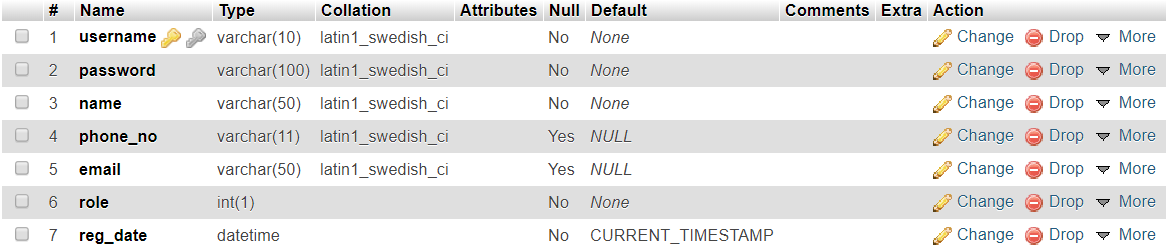 # Name Type Collation Attributes Null Default Comments Extra Action
1 username varchar(10) latin1_swedish_ci No None Change Drop More
2 password varchar(100) latin1_swedish_ci No None Change Drop More
3 name varchar(50) latin1_swedish_ci No None Change Drop More
4 phone_no varchar(11) latin1_swedish_ci Yes NULL Change Drop More
5 email varchar(50) latin1_swedish_ci Yes NULL Change Drop More
6 role int(1) No None Change Drop More
7 reg_date datetime No CURRENT_TIMESTAMP Change Drop More